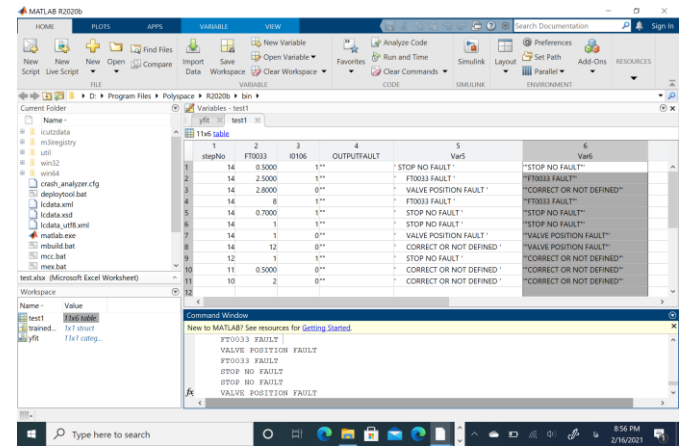 MATLAB R2020b
HOME PLOTS APPS VARIABLE VIEW Search Documentation Sign In
New Script New Live Script New Open Find Files Compare Import Data Save Workspace New Variable Open Variable Clear Workspace Favorites Analyze Code Run and Time Clear Commands Simulink Layout Preferences Set Path Parallel Add-Ons RESOURCES
FILE VARIABLE CODE SIMULINK ENVIRONMENT
D: Program Files Polyspace R2020b bin
Current Folder
Name
icutzdata
m3iregistry
util
win32
win64
crash_analyzer.cfg
deploytool.bat
lcdata.xml
lcdata.xsd
lcdata_utf8.xml
matlab.exe
mbuild.bat
mcc.bat
mex.bat
test.xlsx (Microsoft Excel Worksheet)
Workspace
Name Value
test1 11x6 table
trained... 1x1 struct
yfit 11x1 categ...
Variables - test1
yfit test1
11x6 table
1 2 3 4 5 6
stepNo FT0033 I0106 OUTPUTFAULT Var5 Var6
1 14 0.5000 1 '' ' STOP NO FAULT ' '"STOP NO FAULT"'
2 14 2.5000 1 '' ' FT0033 FAULT ' '"FT0033 FAULT"'
3 14 2.8000 0 '' ' VALVE POSITION FAULT ' '"CORRECT OR NOT DEFINED"'
4 14 8 1 '' ' FT0033 FAULT ' '"FT0033 FAULT"'
5 14 0.7000 1 '' ' STOP NO FAULT ' '"STOP NO FAULT"'
6 14 1 1 '' ' STOP NO FAULT ' '"STOP NO FAULT"'
7 14 1 0 '' ' VALVE POSITION FAULT ' '"VALVE POSITION FAULT"'
8 14 12 0 '' ' CORRECT OR NOT DEFINED ' '"VALVE POSITION FAULT"'
9 12 1 1 '' ' STOP NO FAULT ' '"CORRECT OR NOT DEFINED"'
10 11 0.5000 0 '' ' CORRECT OR NOT DEFINED ' '"CORRECT OR NOT DEFINED"'
11 10 2 0 '' ' CORRECT OR NOT DEFINED ' '"CORRECT OR NOT DEFINED"'
12
Command Window
New to MATLAB? See resources for Getting Started.
FT0033 FAULT
VALVE POSITION FAULT
FT0033 FAULT
STOP NO FAULT
STOP NO FAULT
VALVE POSITION FAULT
fx
Type here to search
8:56 PM
2/16/2021